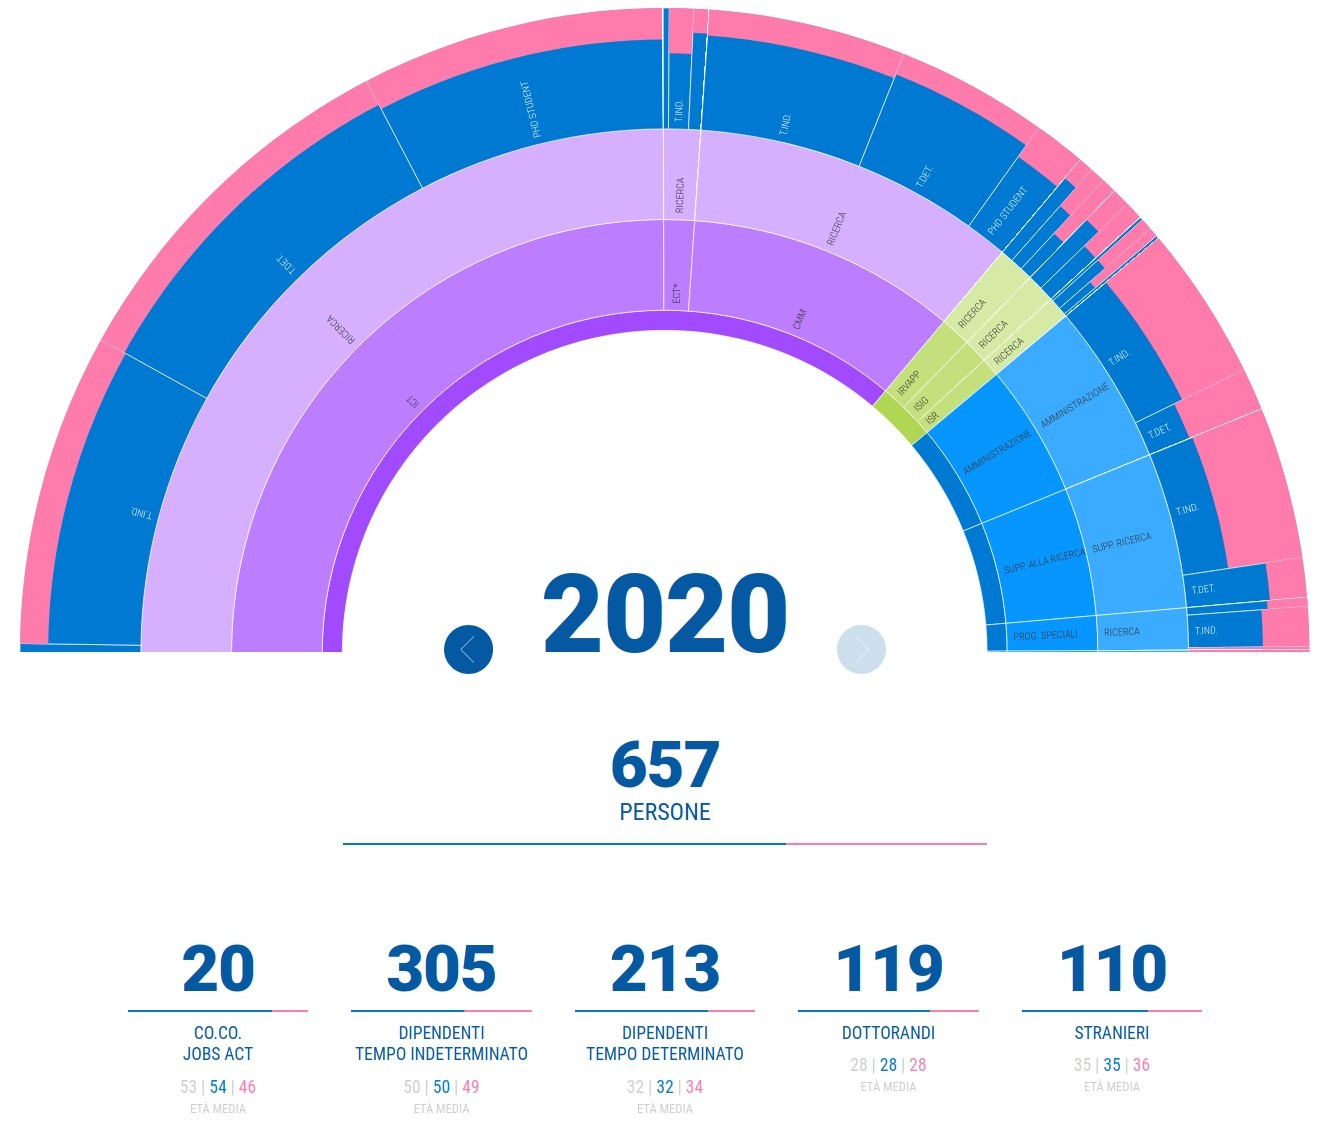 T.IND.
T.DET.
PHD STUDENT
RICERCA
ICT
T.IND.
RICERCA
ECT*
T.IND.
T.DET.
PHD STUDENT
RICERCA
CMM
RICERCA
RICERCA
RICERCA
IRVAPP
ISIG
ISR
T.IND.
T.DET.
AMMINISTRAZIONE
AMMINISTRAZIONE
T.IND.
T.DET.
SUPP. RICERCA
SUPP. ALLA RICERCA
T.IND.
RICERCA
PROG. SPECIALI
2020
657
PERSONE
20
CO.CO.
JOBS ACT
53 | 54 | 46
ETÀ MEDIA
305
DIPENDENTI
TEMPO INDETERMINATO
50 | 50 | 49
ETÀ MEDIA
213
DIPENDENTI
TEMPO DETERMINATO
32 | 32 | 34
ETÀ MEDIA
119
DOTTORANDI
28 | 28 | 28
ETÀ MEDIA
110
STRANIERI
35 | 35 | 36
ETÀ MEDIA